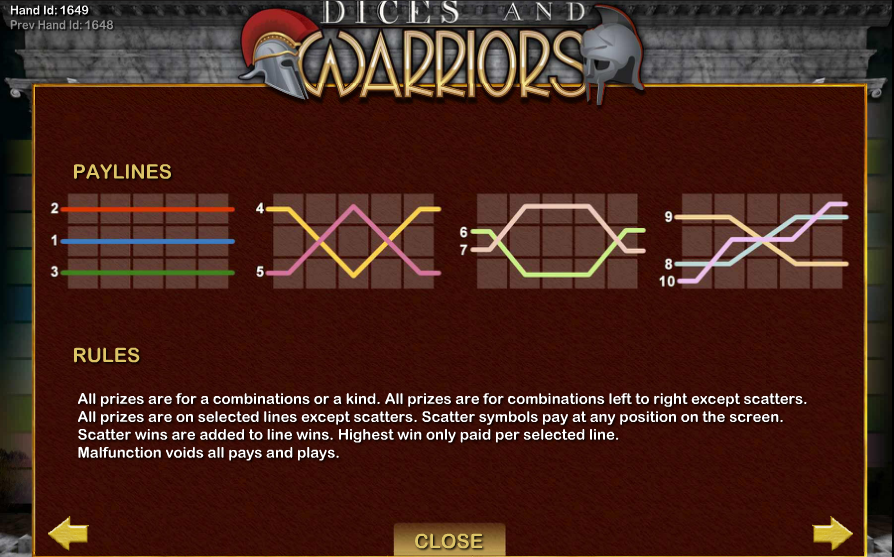 Hand Id: 1649
Prev Hand Id: 1648
DICES AND
WARRIORS
PAYLINES
2
1
3
4
5
6
7
9
8
10
RULES
All prizes are for a combinations or a kind. All prizes are for combinations left to right except scatters.
All prizes are on selected lines except scatters. Scatter symbols pay at any position on the screen.
Scatter wins are added to line wins. Highest win only paid per selected line.
Malfunction voids all pays and plays.
CLOSE